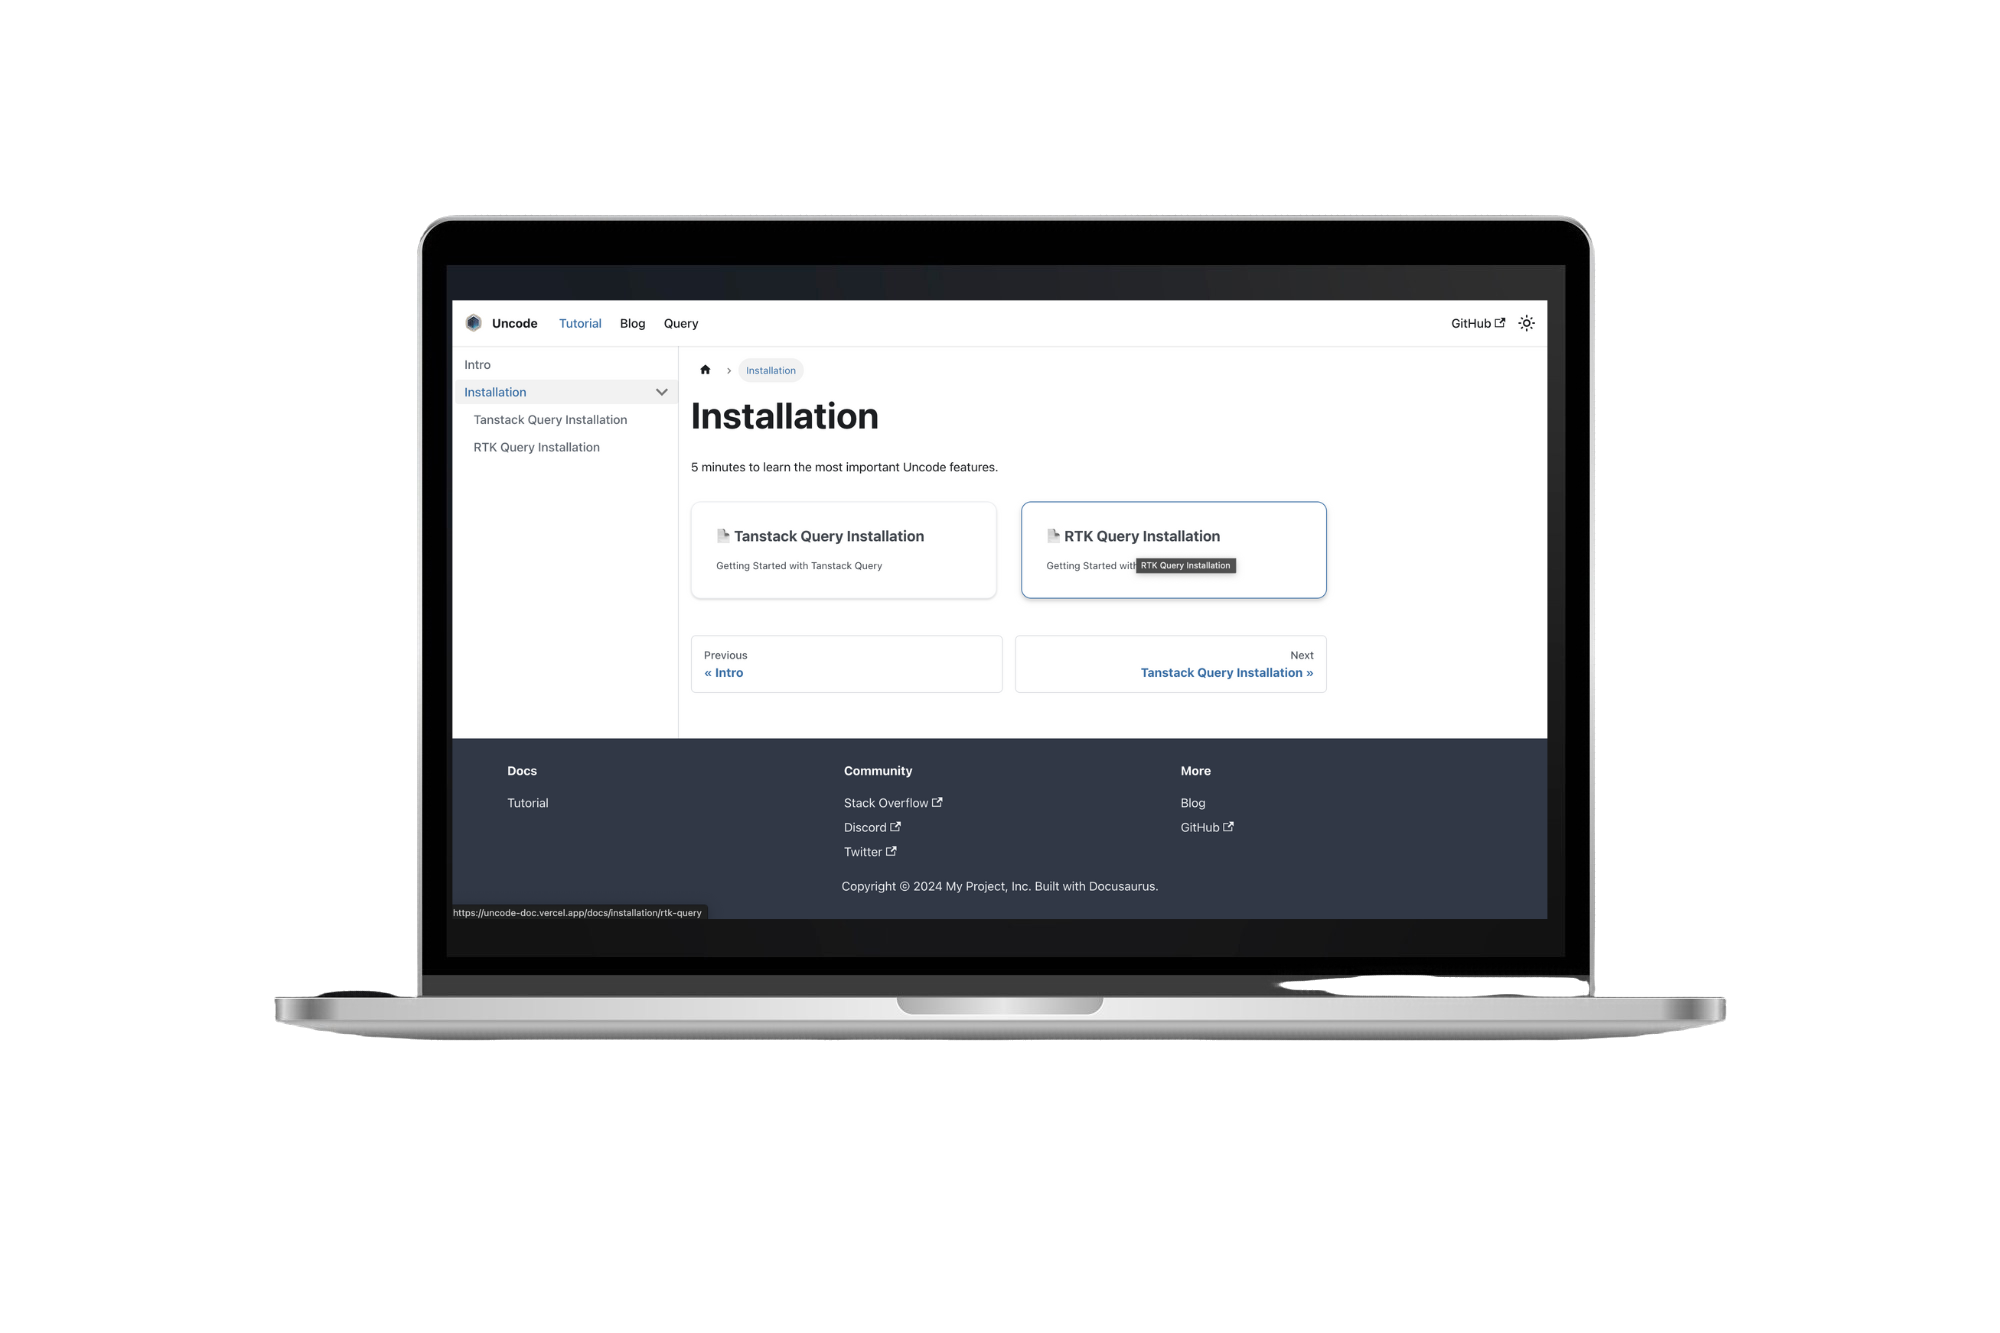 Uncode Tutorial Blog Query GitHub
Intro
Installation
Tanstack Query Installation
RTK Query Installation
Installation
Installation
5 minutes to learn the most important Uncode features.
Tanstack Query Installation
Getting Started with Tanstack Query
RTK Query Installation
Getting Started with
RTK Query Installation
Previous
« Intro
Next
Tanstack Query Installation »
Docs
Tutorial
Community
Stack Overflow
Discord
Twitter
More
Blog
GitHub
Copyright © 2024 My Project, Inc. Built with Docusaurus.
https://uncode-doc.vercel.app/docs/installation/rtk-query